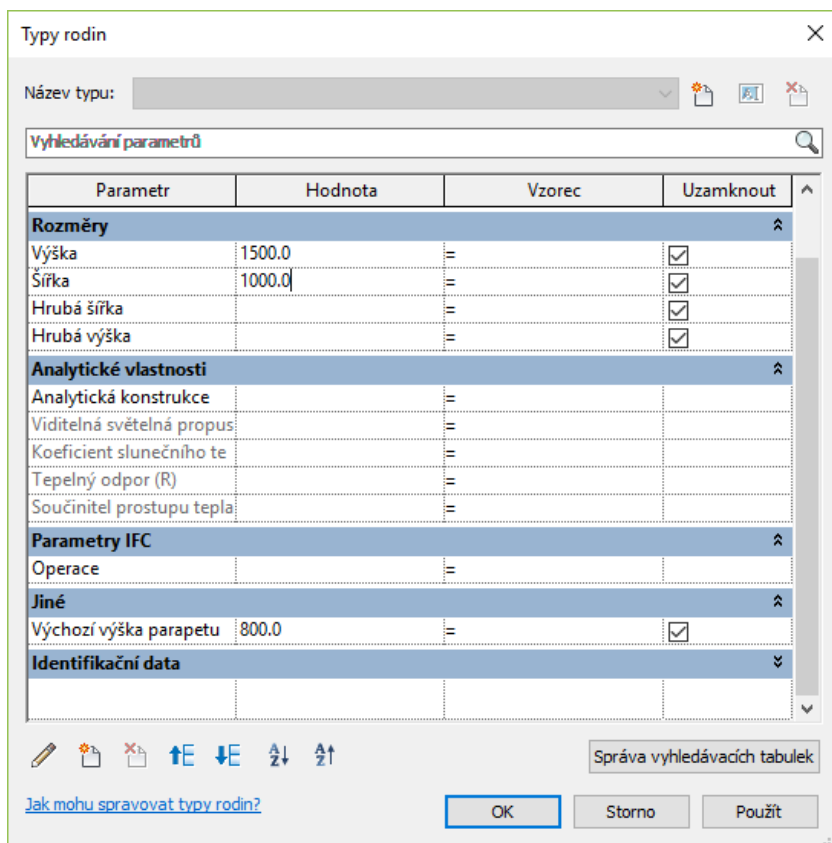 Typy rodin
Název typu:
Vyhledávání parametrů
Parametr Hodnota Vzorec Uzamknout
Rozměry
Výška 1500.0 =
Šířka 1000.0 =
Hrubá šířka =
Hrubá výška =
Analytické vlastnosti
Analytická konstrukce =
Viditelná světelná propus =
Koeficient slunečního te =
Tepelný odpor (R) =
Součinitel prostupu tepla =
Parametry IFC
Operace =
Jiné
Výchozí výška parapetu 800.0 =
Identifikační data
Správa vyhledávacích tabulek
Jak mohu spravovat typy rodin? OK Storno Použít